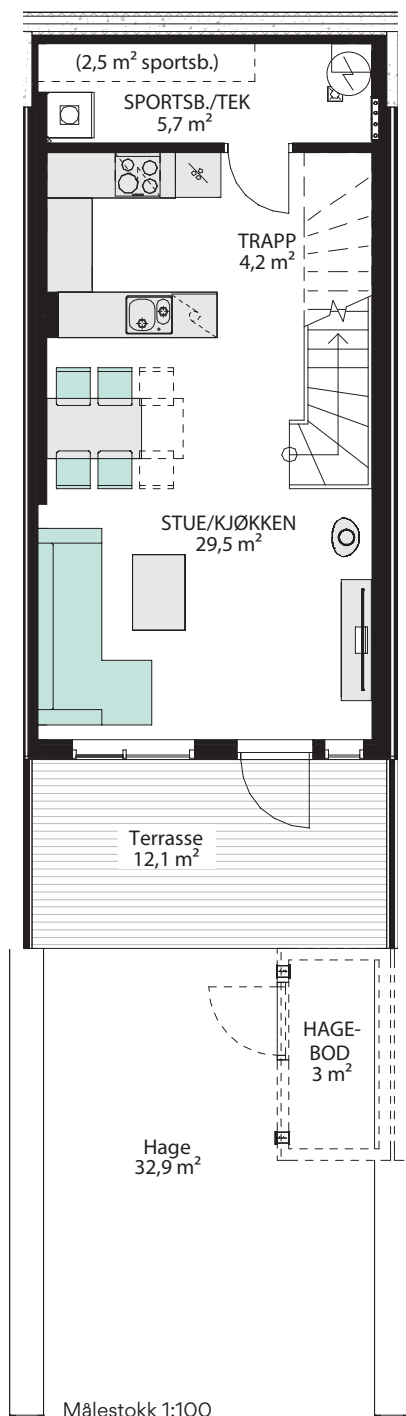 (2,5 m² sportsb.)
SPORTSB./TEK
5,7 m²
TRAPP
4,2 m²
STUE/KJØKKEN
29,5 m²
Terrasse
12,1 m²
HAGE-
BOD
3 m²
Hage
32,9 m²
Målestokk 1:100